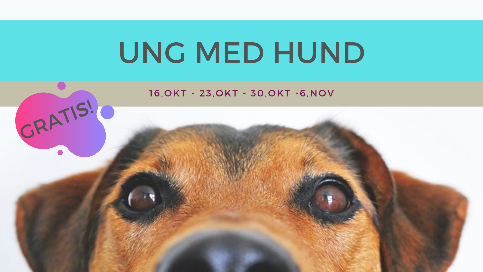 UNG MED HUND
16,OKT - 23,OKT - 30,OKT -6,NOV
GRATIS!